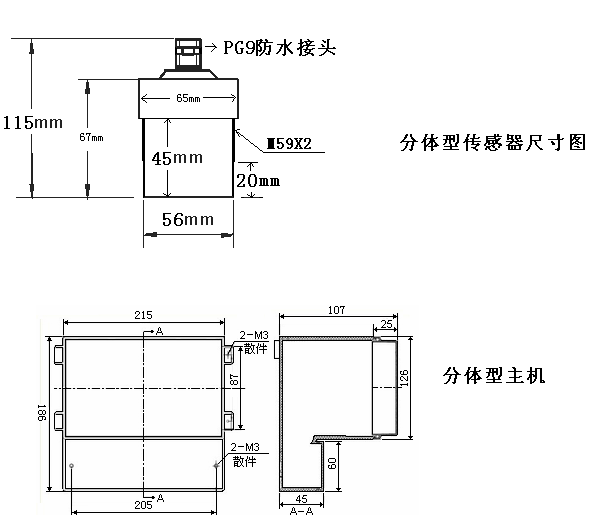 PG9防水接头
65mm
115mm
67mm
M59X2
45mm
分体型传感器尺寸图
20mm
56mm
215
107
A
25
2-M3
散件
87
126
分体型主机
186
2-M3
散件
60
A
205
45
A-A